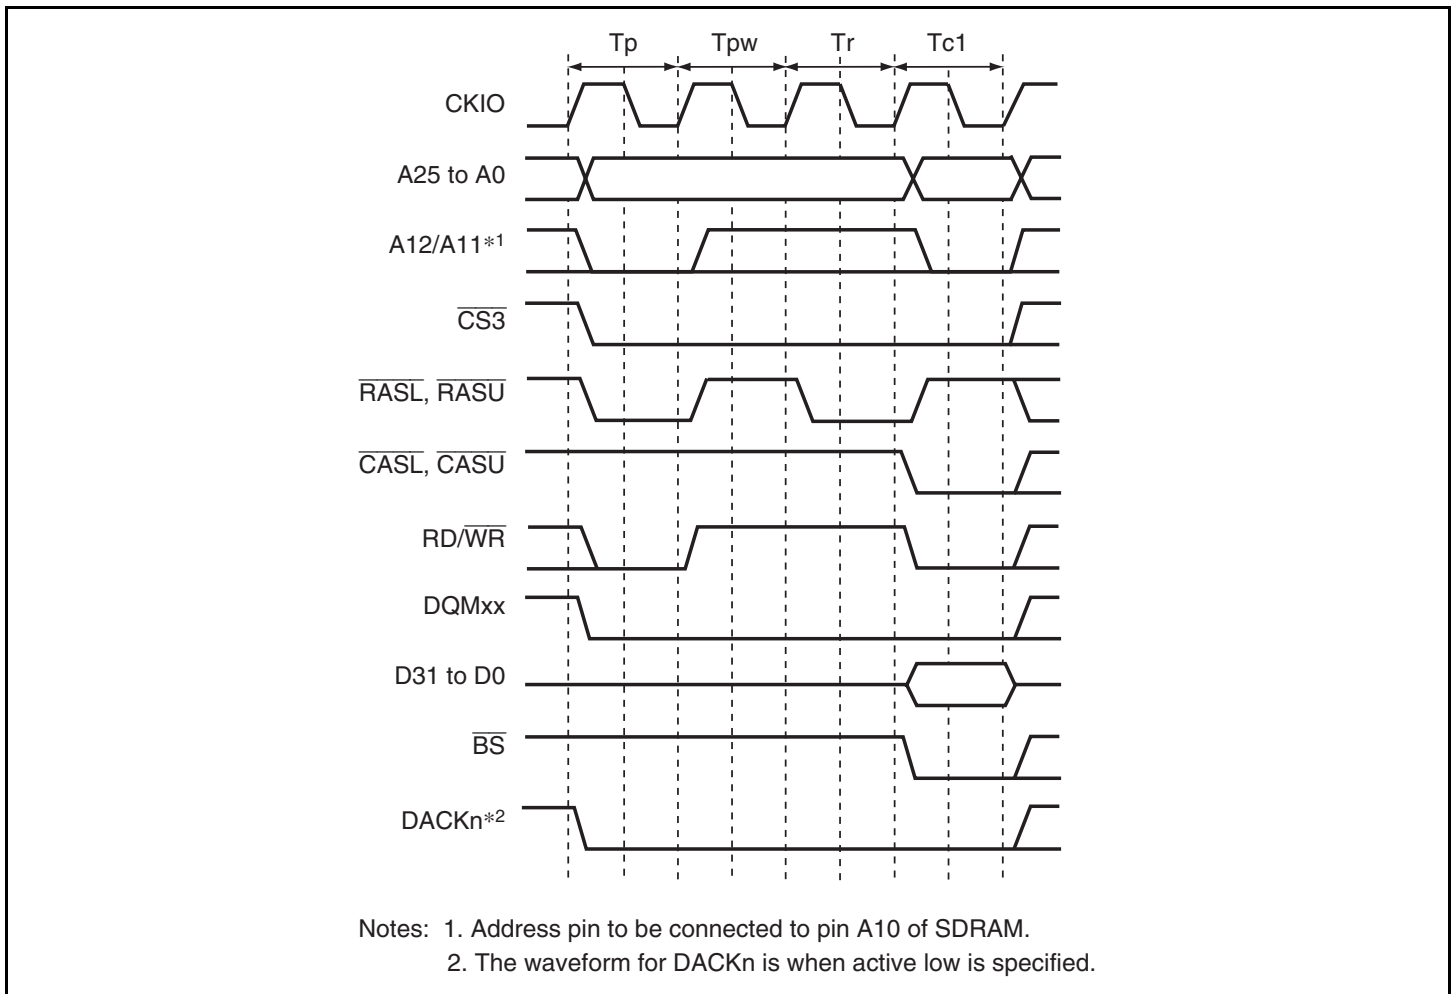 Tp Tpw Tr Tc1
CKIO
A25 to A0
A12/A11*1
CS3
RASL, RASU
CASL, CASU
RD/WR
DQMxx
D31 to D0
BS
DACKn*2
Notes: 1. Address pin to be connected to pin A10 of SDRAM.
2. The waveform for DACKn is when active low is specified.